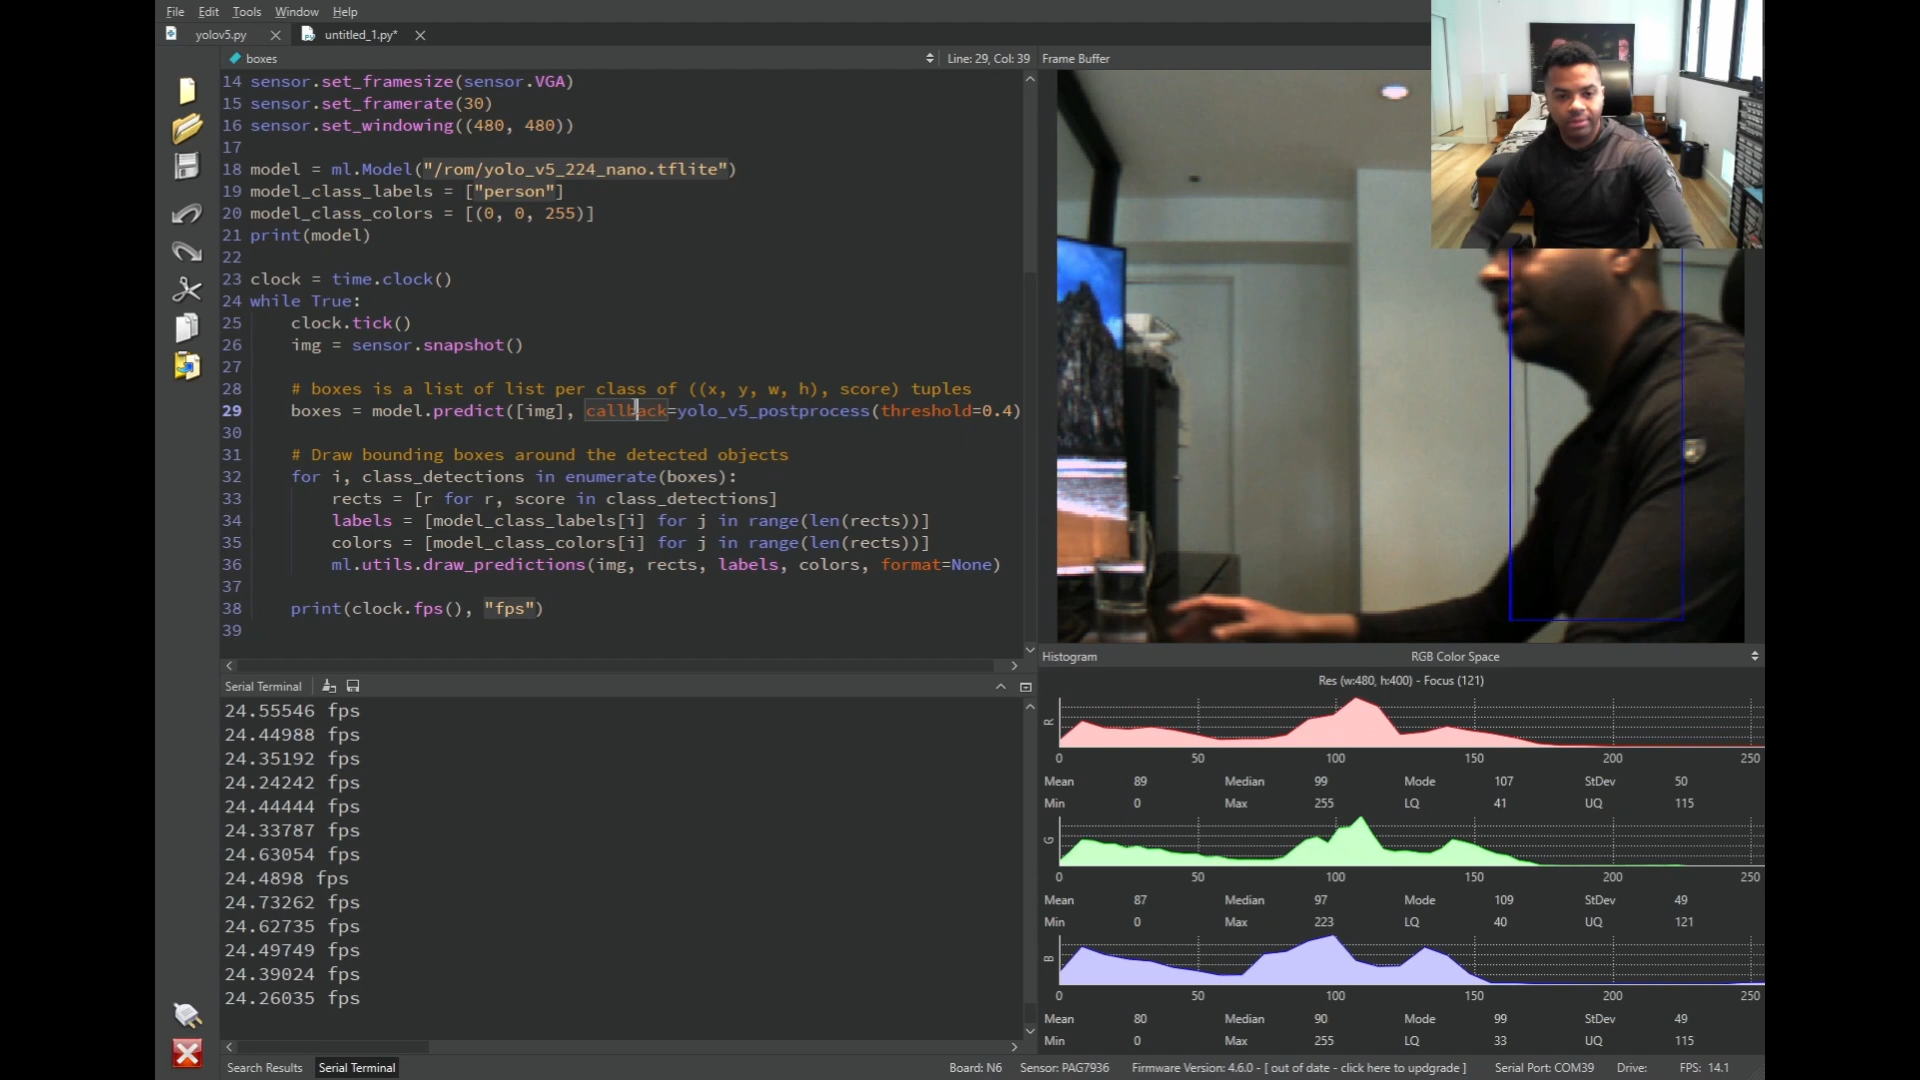 File Edit Tools Window Help
yolov5.py untitled_1.py*
boxes Line: 29, Col: 39 Frame Buffer
14 sensor.set_framesize(sensor.VGA)
15 sensor.set_framerate(30)
16 sensor.set_windowing((480, 480))
17
18 model = ml.Model("/rom/yolo_v5_224_nano.tflite")
19 model_class_labels = ["person"]
20 model_class_colors = [(0, 0, 255)]
21 print(model)
22
23 clock = time.clock()
24 while True:
25 clock.tick()
26 img = sensor.snapshot()
27
28 # boxes is a list of list per class of ((x, y, w, h), score) tuples
29 boxes = model.predict([img], callback=yolo_v5_postprocess(threshold=0.4)
30
31 # Draw bounding boxes around the detected objects
32 for i, class_detections in enumerate(boxes):
33 rects = [r for r, score in class_detections]
34 labels = [model_class_labels[i] for j in range(len(rects))]
35 colors = [model_class_colors[i] for j in range(len(rects))]
36 ml.utils.draw_predictions(img, rects, labels, colors, format=None)
37
38 print(clock.fps(), "fps")
39
Serial Terminal
24.55546 fps
24.44988 fps
24.35192 fps
24.24242 fps
24.44444 fps
24.33787 fps
24.63054 fps
24.4898 fps
24.73262 fps
24.62735 fps
24.49749 fps
24.39024 fps
24.26035 fps
Histogram RGB Color Space
Res (w:480, h:400) - Focus (121)
R
0 50 100 150 200 250
Mean 89 Median 99 Mode 107 StDev 50
Min 0 Max 255 LQ 41 UQ 115
G
0 50 100 150 200 250
Mean 87 Median 97 Mode 109 StDev 49
Min 0 Max 223 LQ 40 UQ 121
B
0 50 100 150 200 250
Mean 80 Median 90 Mode 99 StDev 49
Min 0 Max 255 LQ 33 UQ 115
Search Results Serial Terminal Board: N6 Sensor: PAG7936 Firmware Version: 4.6.0 - [ out of date - click here to updgrade ] Serial Port: COM39 Drive: FPS: 14.1